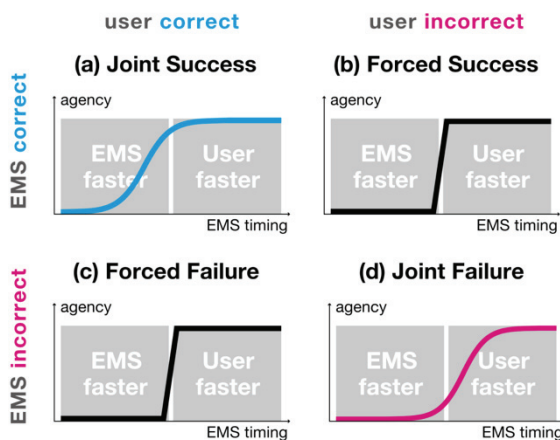 user correct
user incorrect
EMS correct
(a) Joint Success
agency
EMS
faster
User
faster
EMS timing
(b) Forced Success
agency
EMS
faster
User
faster
EMS timing
EMS incorrect
(c) Forced Failure
agency
EMS
faster
User
faster
EMS timing
(d) Joint Failure
agency
EMS
faster
User
faster
EMS timing